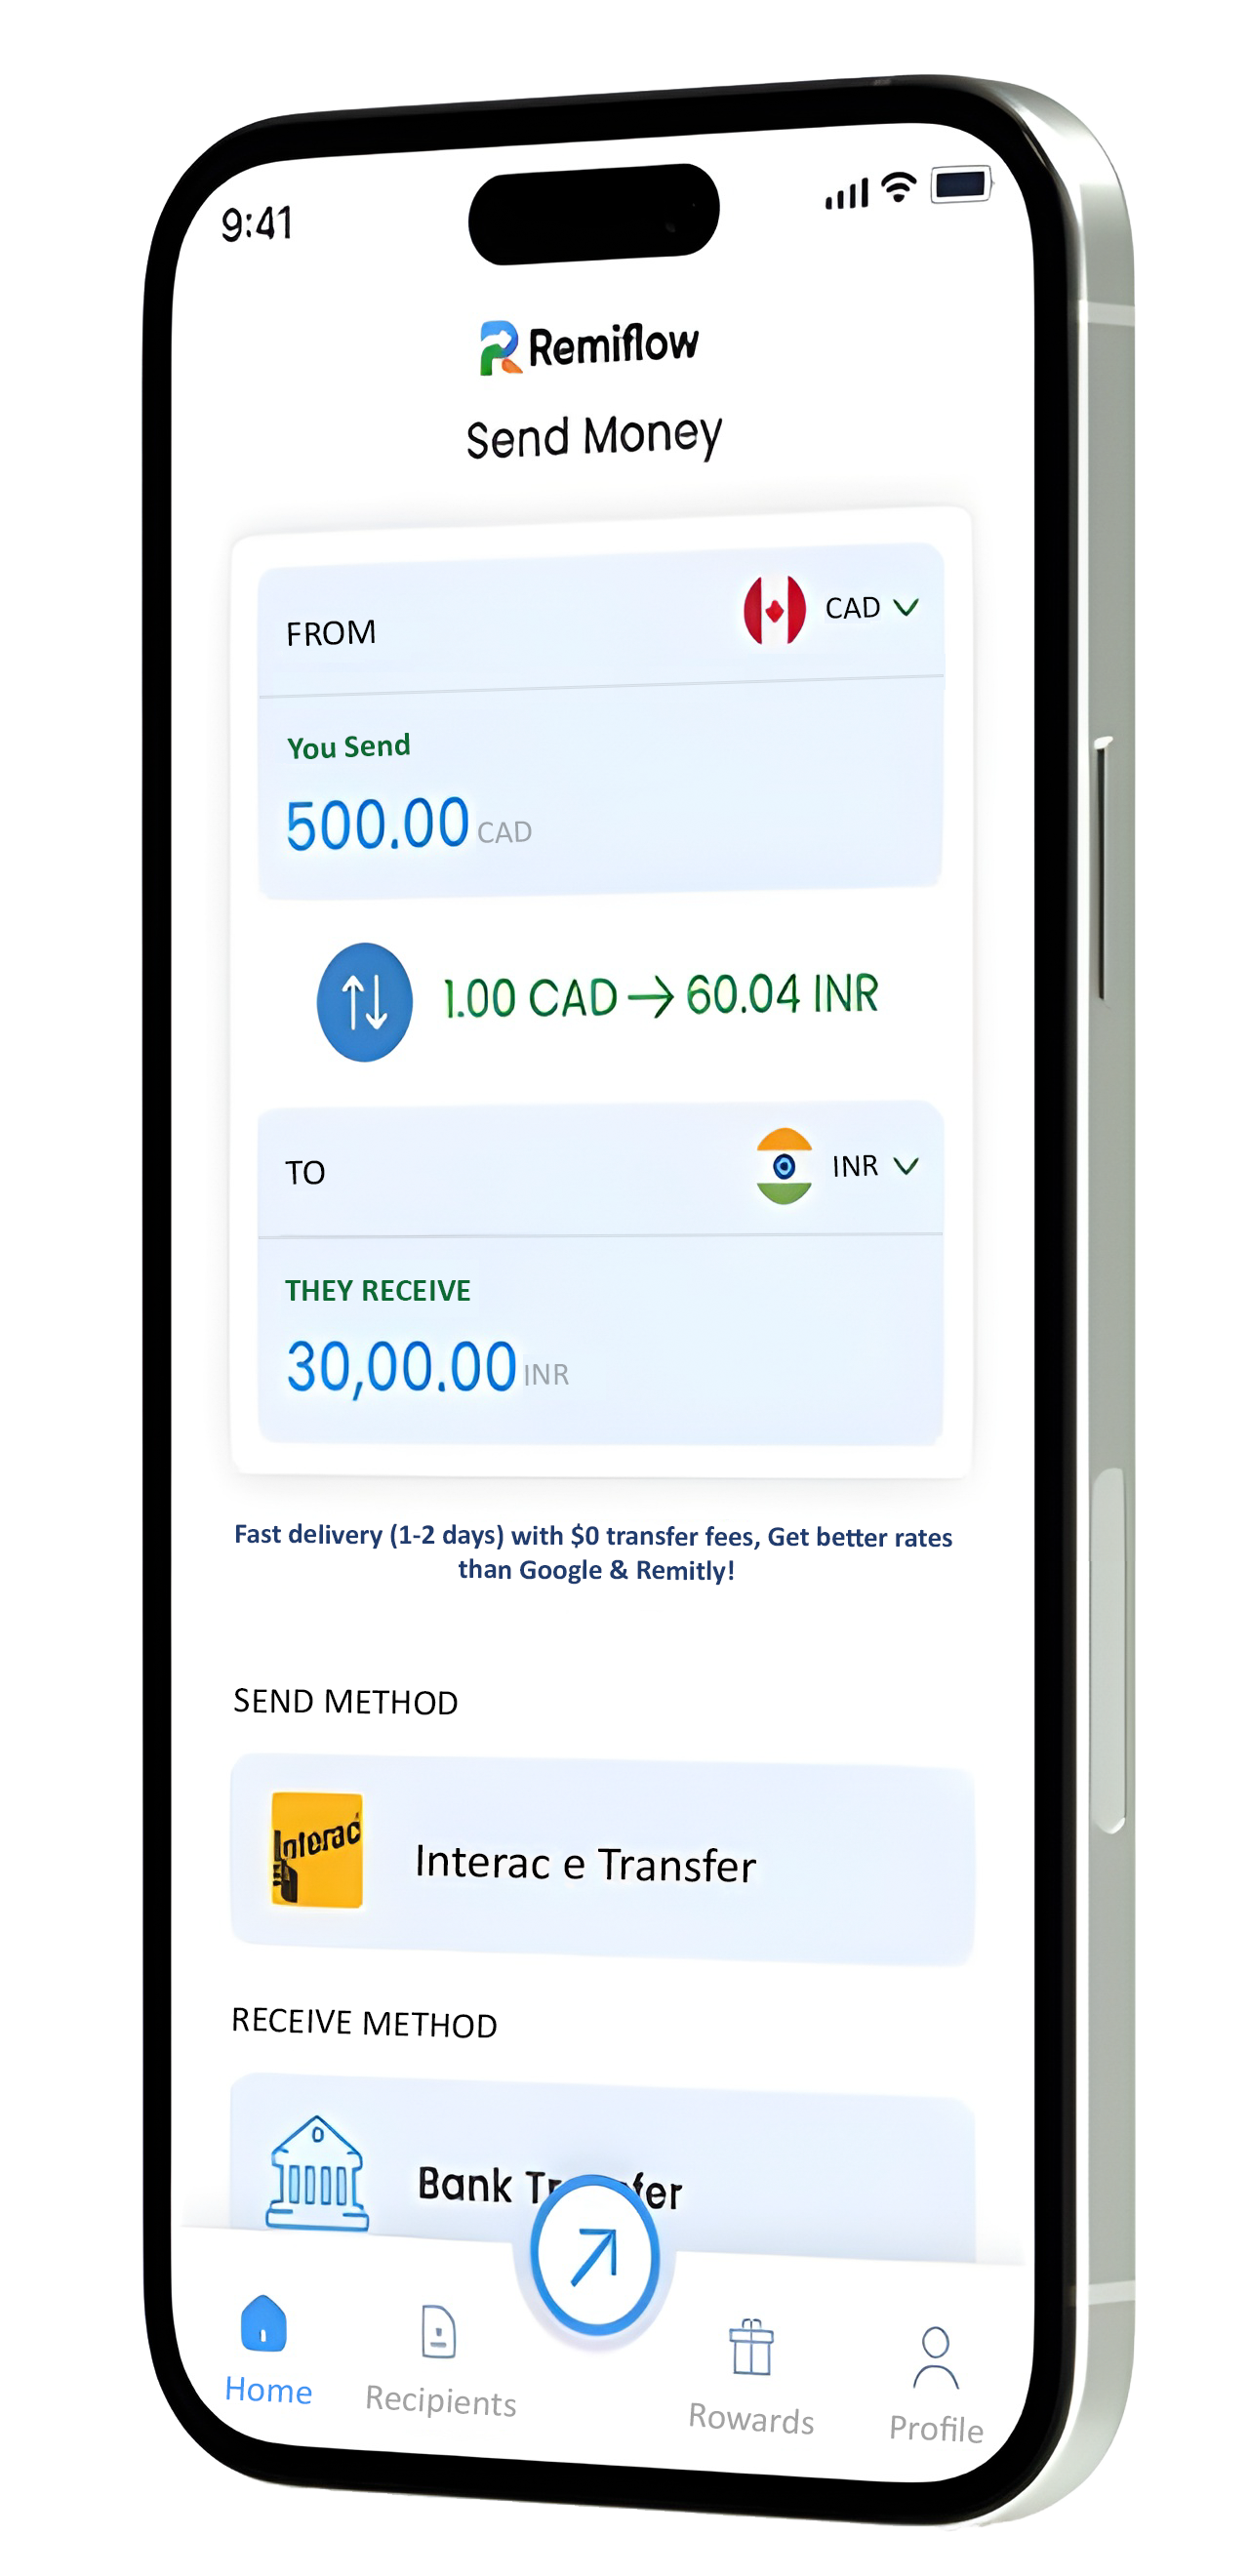 9:41
Remiflow
Send Money
FROM
CAD
You Send
500.00 CAD
1.00 CAD → 60.04 INR
TO
INR
THEY RECEIVE
30,00.00 INR
Fast delivery (1-2 days) with $0 transfer fees, Get better rates
than Google & Remitly!
SEND METHOD
Interac
Interac e Transfer
RECEIVE METHOD
Bank Tr fer
Home
Recipients
Rowards
Profile